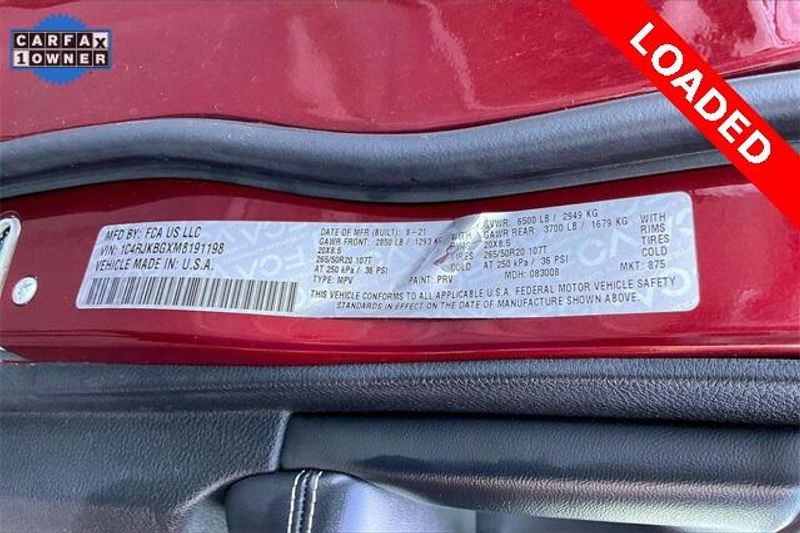 CARFAX
1 OWNER
LOADED
MFD BY: FCA US LLC
VIN: 1C4RJKBGXM8191198
VEHICLE MADE IN: U.S.A.
DATE OF MFR (BUILT): 8-21
GAWR FRONT: 2850 LB / 1293 KG
20X8.5
265/50R20 107T
AT 250 kPa / 36 PSI
TYPE: MPV PAINT: PRV
6500 LB / 2949 KG
GAWR REAR: 3700 LB / 1679 KG WITH
20X8.5 RIMS
265/50R20 107T TIRES
AT 250 kPa / 36 PSI COLD
MDH: 083008 MKT: 875
THIS VEHICLE CONFORMS TO ALL APPLICABLE U.S.A. FEDERAL MOTOR VEHICLE SAFETY
STANDARDS IN EFFECT ON THE DATE OF MANUFACTURE SHOWN ABOVE.